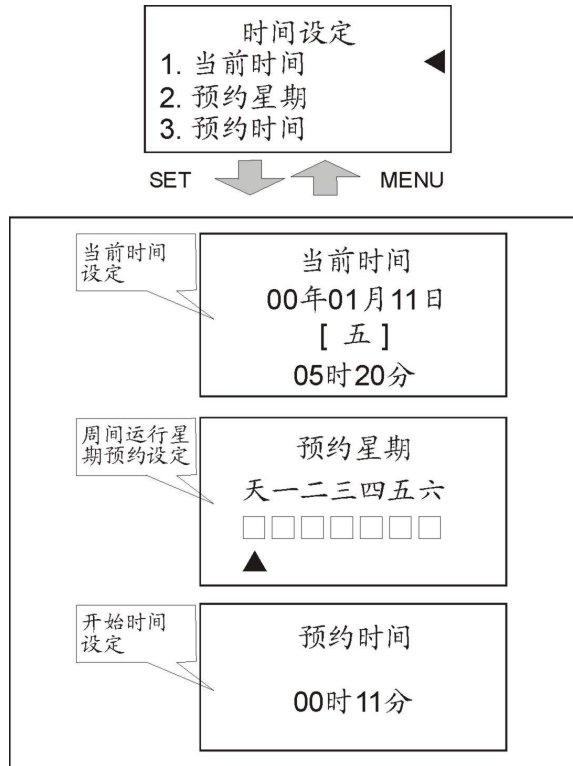 时间设定
1. 当前时间
2. 预约星期
3. 预约时间
SET
MENU
当前时间
设定
当前时间
00年01月11日
[ 五 ]
05时20分
周间运行星
期预约设定
预约星期
天一二三四五六
开始时间
设定
预约时间
00时11分